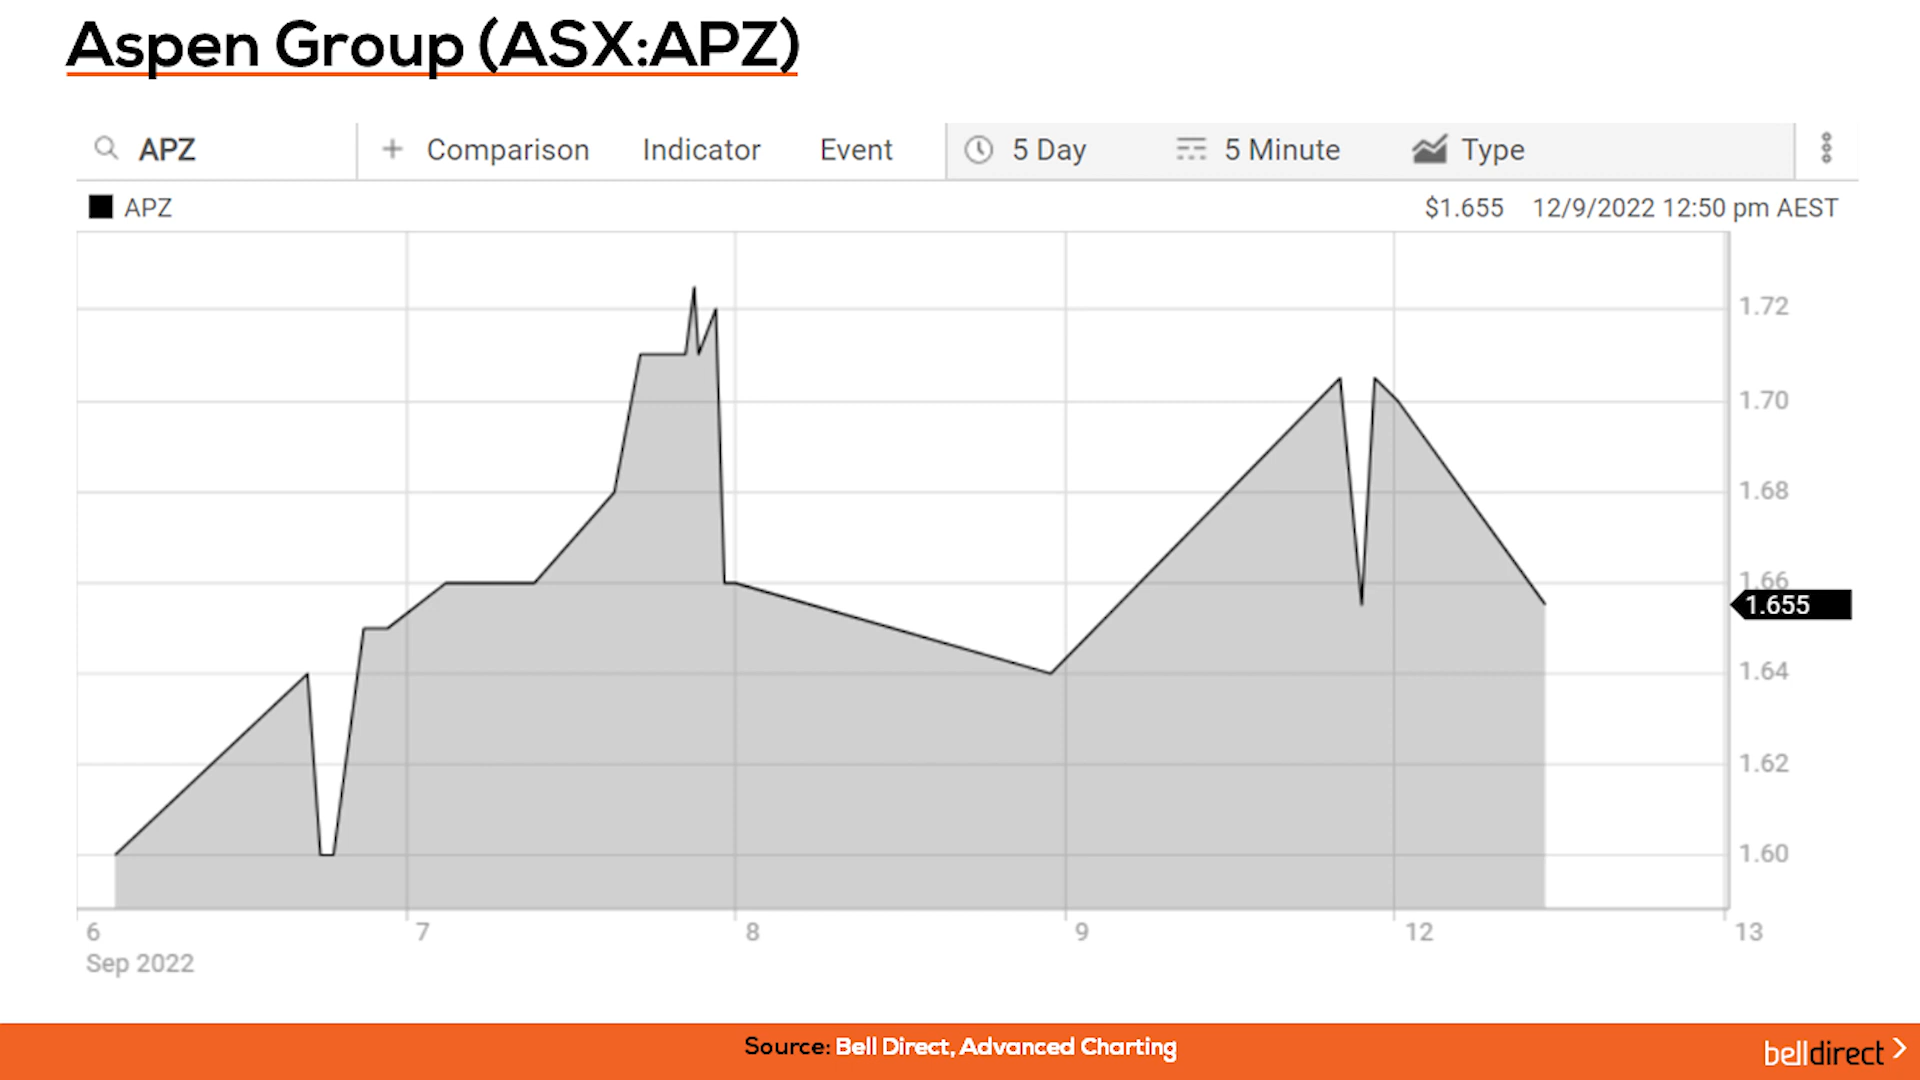 Aspen Group (ASX:APZ)
APZ + Comparison Indicator Event 5 Day 5 Minute Type
APZ $1.655 12/9/2022 12:50 pm AEST
1.72
1.70
1.68
1.66
1.655
1.64
1.62
1.60
6 7 8 9 12 13
Sep 2022
Source: Bell Direct, Advanced Charting
belldirect